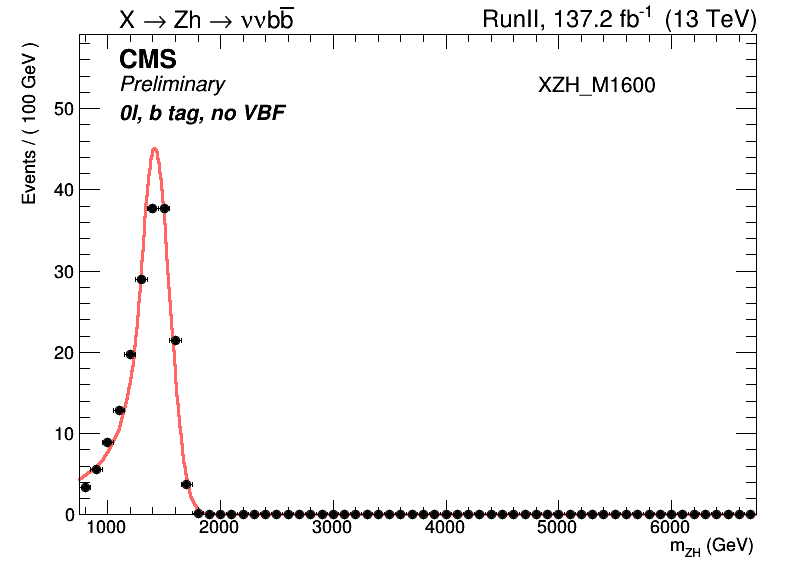 X → Zh → ννbb̅
RunII, 137.2 fb⁻¹ (13 TeV)
CMS
Preliminary
0l, b tag, no VBF
XZH_M1600
Events / ( 100 GeV )
50
40
30
20
10
0
1000 2000 3000 4000 5000 6000
m_ZH (GeV)